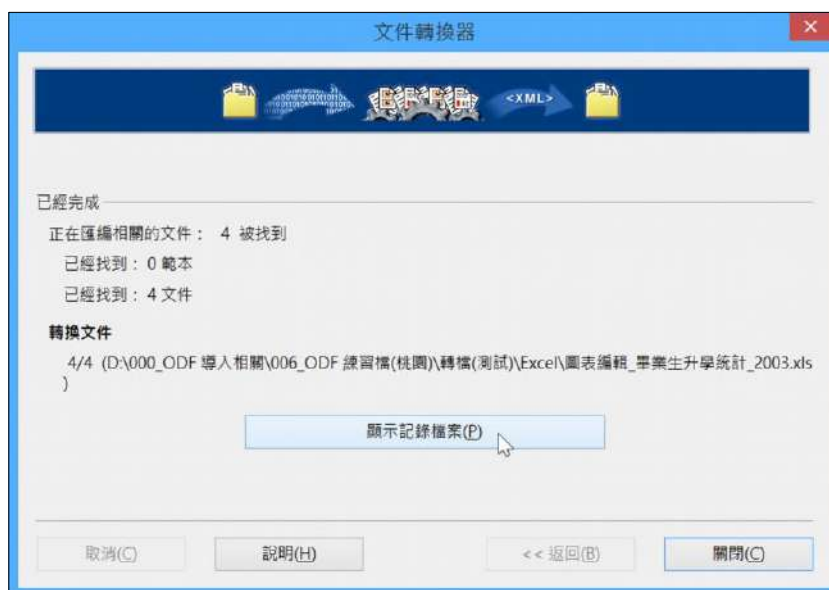 文件轉換器
<XML>
已經完成
正在匯編相關的文件： 4 被找到
已經找到：0 範本
已經找到：4 文件
轉換文件
4/4 (D:\000_ODF 導入相關\006_ODF 練習檔(桃園)\轉檔(測試)\Excel\圖表編輯_畢業生升學統計_2003.xls
)
顯示記錄檔案(P)
取消(C)
說明(H)
<< 返回(B)
關閉(C)